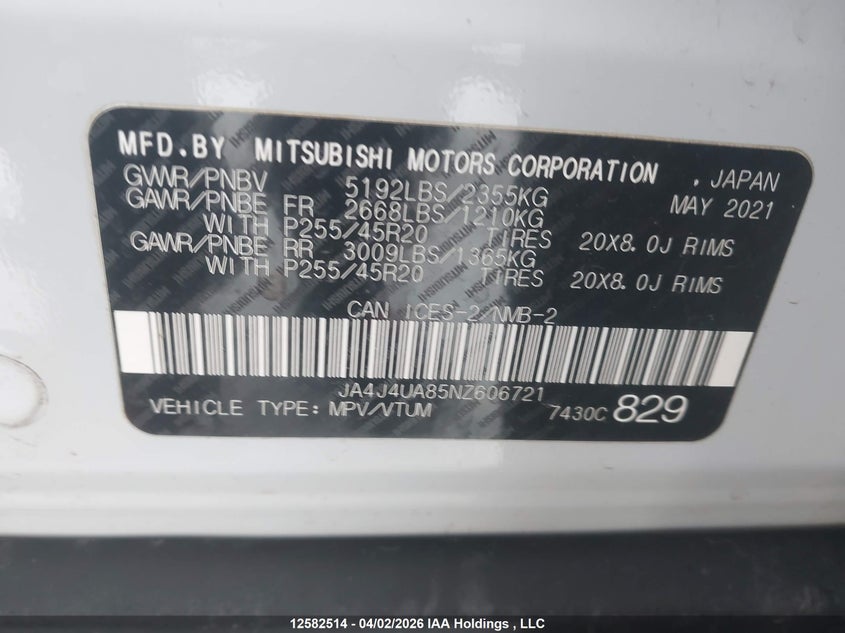 MFD.BY MITSUBISHI MOTORS CORPORATION . JAPAN
GWWR/PNBV 5192LBS/2355KG MAY 2021
GAWR/PNBE FR 2668LBS/1210KG
WITH P255/45R20 TIRES 20X8.0J RIMS
GAWR/PNBE RR 3009LBS/1365KG
WITH P255/45R20 TIRES 20X8.0J RIMS
CAN ICES-2/NMB-2
JA4J4UA85NZ606721
VEHICLE TYPE: MPV/VTUM 7430C 829
12582514 - 04/02/2026 IAA Holdings , LLC